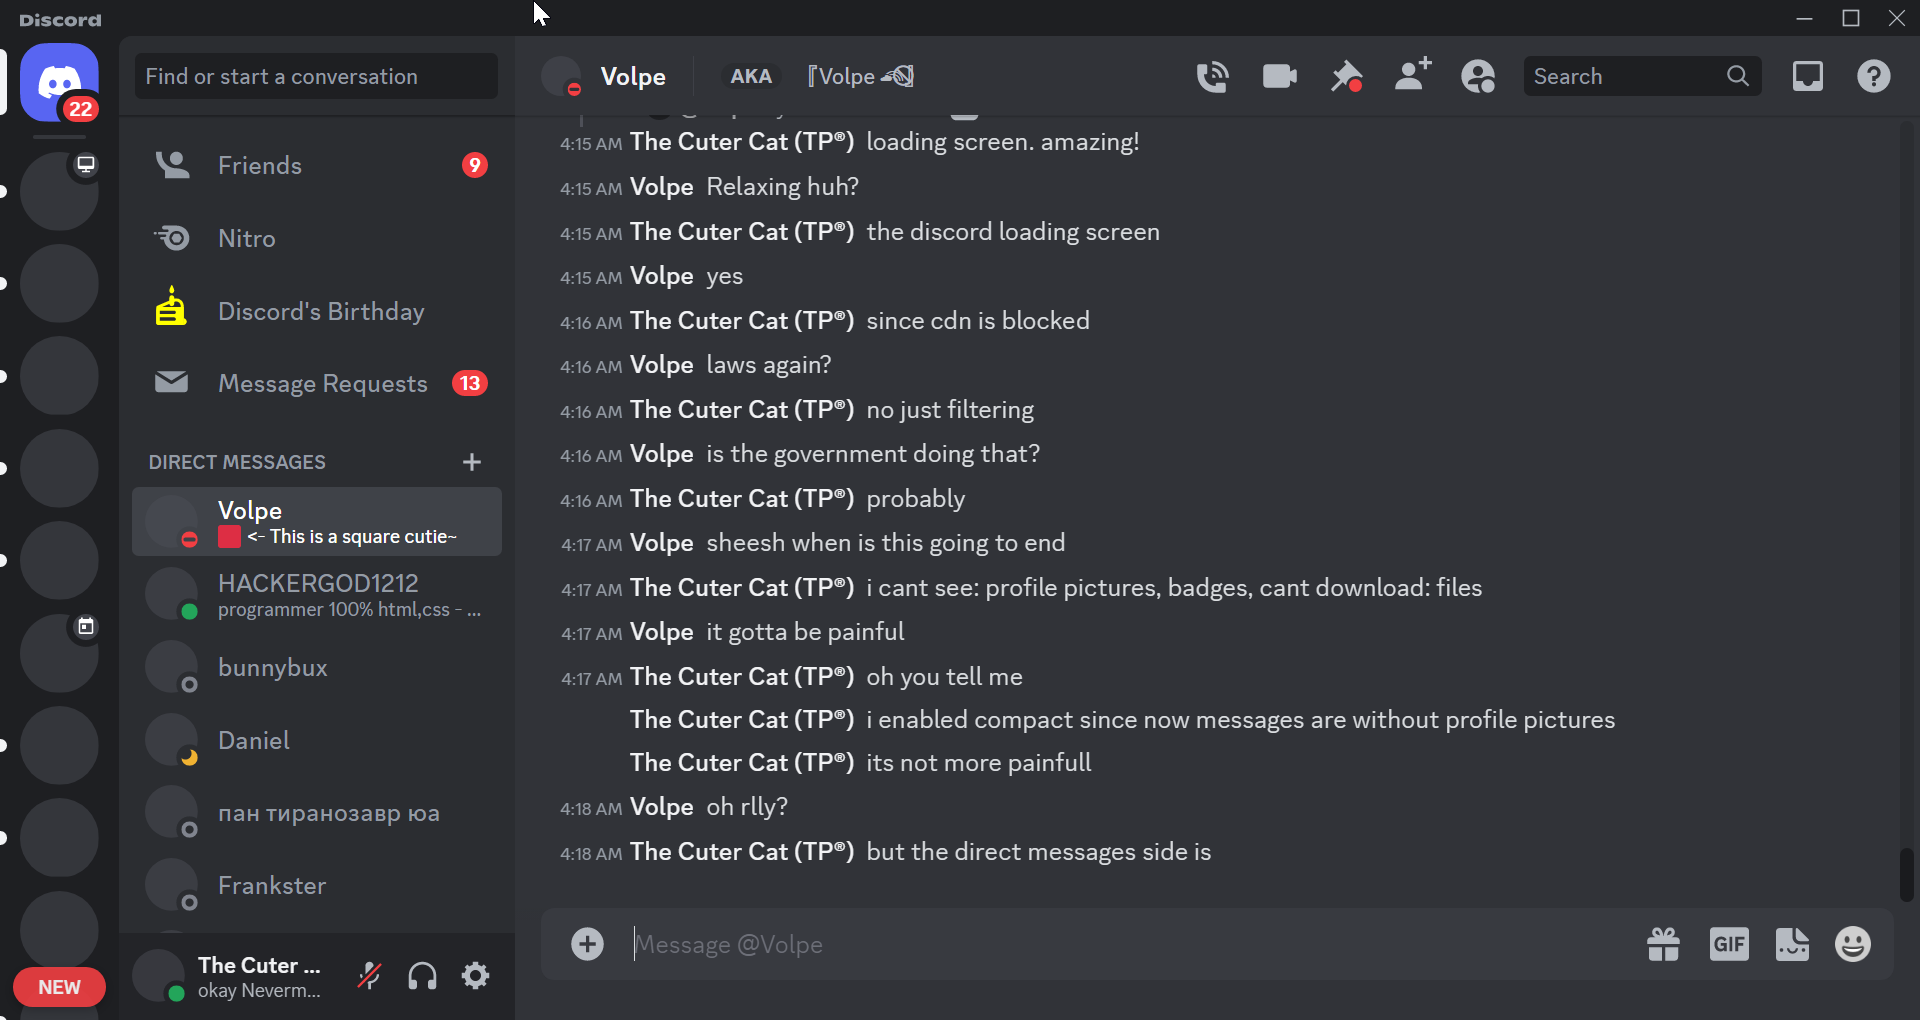 Discord
22
Find or start a conversation
Friends
9
Nitro
Discord's Birthday
Message Requests
13
DIRECT MESSAGES
Volpe
<- This is a square cutie~
HACKERGOD1212
programmer 100% html,css - ...
bunnybux
Daniel
пан тиранозавр юа
Frankster
The Cuter ...
okay Neverm...
NEW
Volpe
AKA
『Volpe
Search
4:15 AM The Cuter Cat (TP®) loading screen. amazing!
4:15 AM Volpe Relaxing huh?
4:15 AM The Cuter Cat (TP®) the discord loading screen
4:15 AM Volpe yes
4:16 AM The Cuter Cat (TP®) since cdn is blocked
4:16 AM Volpe laws again?
4:16 AM The Cuter Cat (TP®) no just filtering
4:16 AM Volpe is the government doing that?
4:16 AM The Cuter Cat (TP®) probably
4:17 AM Volpe sheesh when is this going to end
4:17 AM The Cuter Cat (TP®) i cant see: profile pictures, badges, cant download: files
4:17 AM Volpe it gotta be painful
4:17 AM The Cuter Cat (TP®) oh you tell me
The Cuter Cat (TP®) i enabled compact since now messages are without profile pictures
The Cuter Cat (TP®) its not more painfull
4:18 AM Volpe oh rlly?
4:18 AM The Cuter Cat (TP®) but the direct messages side is
Message @Volpe
GIF